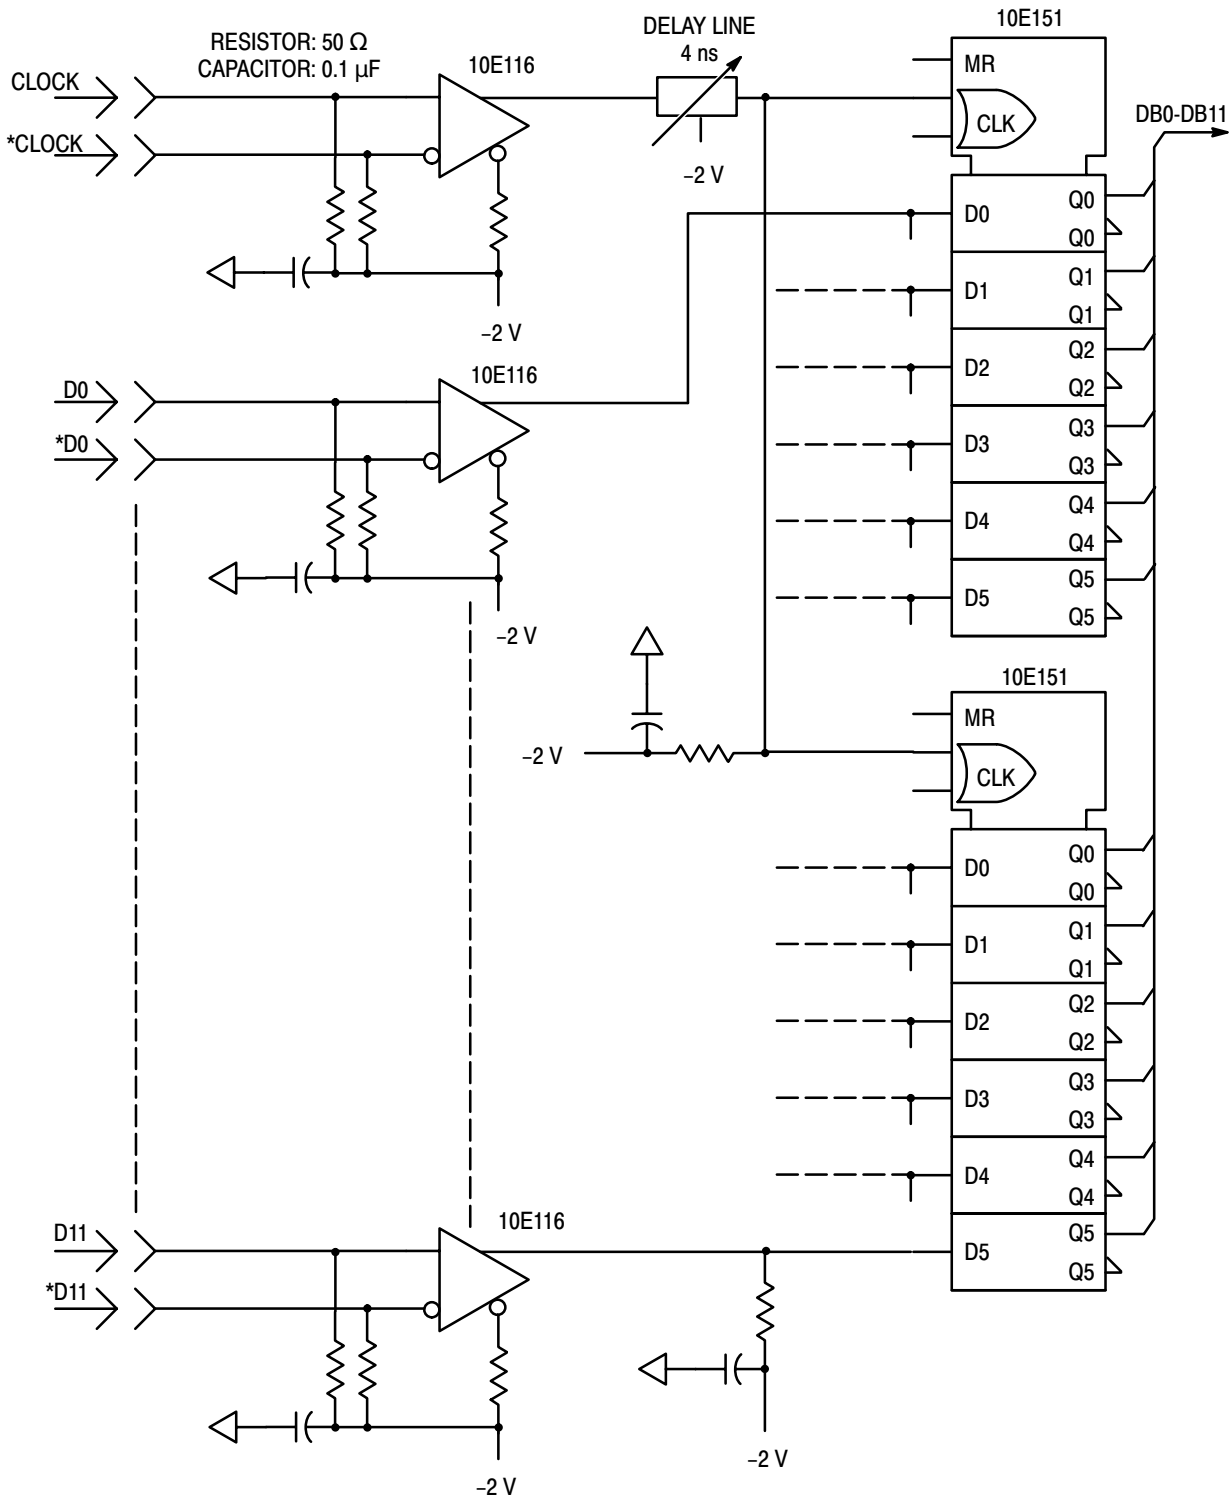 RESISTOR: 50 Ω
CAPACITOR: 0.1 µF
CLOCK
*CLOCK
10E116
–2 V
DELAY LINE
4 ns
–2 V
10E151
MR
CLK
D0
Q0
Q0
D1
Q1
Q1
D2
Q2
Q2
D3
Q3
Q3
D4
Q4
Q4
D5
Q5
Q5
DB0-DB11
D0
*D0
10E116
–2 V
–2 V
10E151
MR
CLK
D0
Q0
Q0
D1
Q1
Q1
D2
Q2
Q2
D3
Q3
Q3
D4
Q4
Q4
D5
Q5
Q5
D11
*D11
10E116
–2 V
–2 V